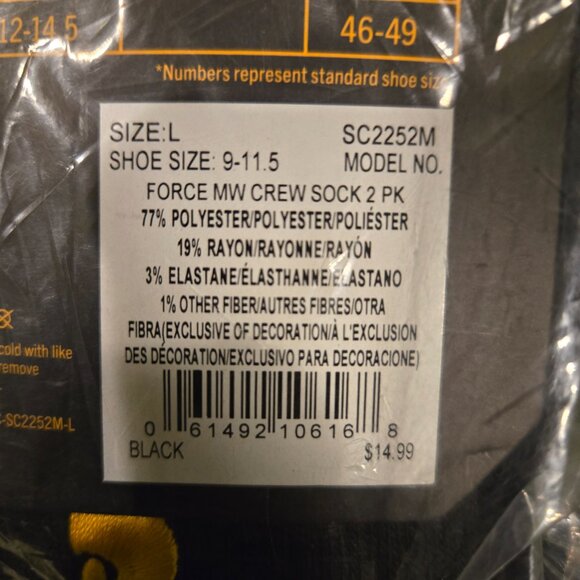 12-14.5 46-49
*Numbers represent standard shoe size
SIZE:L SC2252M
SHOE SIZE: 9-11.5 MODEL NO.
FORCE MW CREW SOCK 2 PK
77% POLYESTER/POLYESTER/POLIÉSTER
19% RAYON/RAYONNE/RAYÓN
3% ELASTANE/ÉLASTHANNE/ELASTANO
1% OTHER FIBER/AUTRES FIBRES/OTRA
FIBRA(EXCLUSIVE OF DECORATION/À L'EXCLUSION
DES DÉCORATION/EXCLUSIVO PARA DECORACIONE)
cold with like
remove
-SC2252M-L
0 61492 10616 8
BLACK $14.99